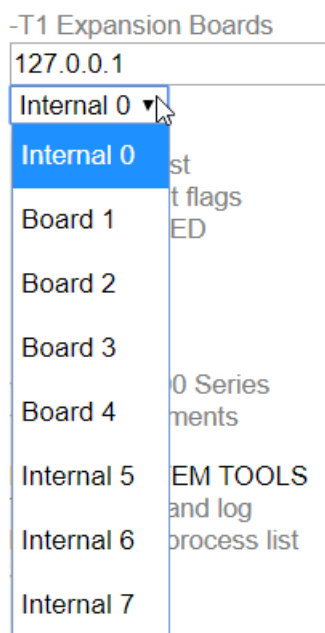 -T1 Expansion Boards
127.0.0.1
Internal 0 ▼
Internal 0
st
t flags
Board 1
ED
Board 2
Board 3
0 Series
Board 4
ments
Internal 5
EM TOOLS
and log
Internal 6
process list
Internal 7